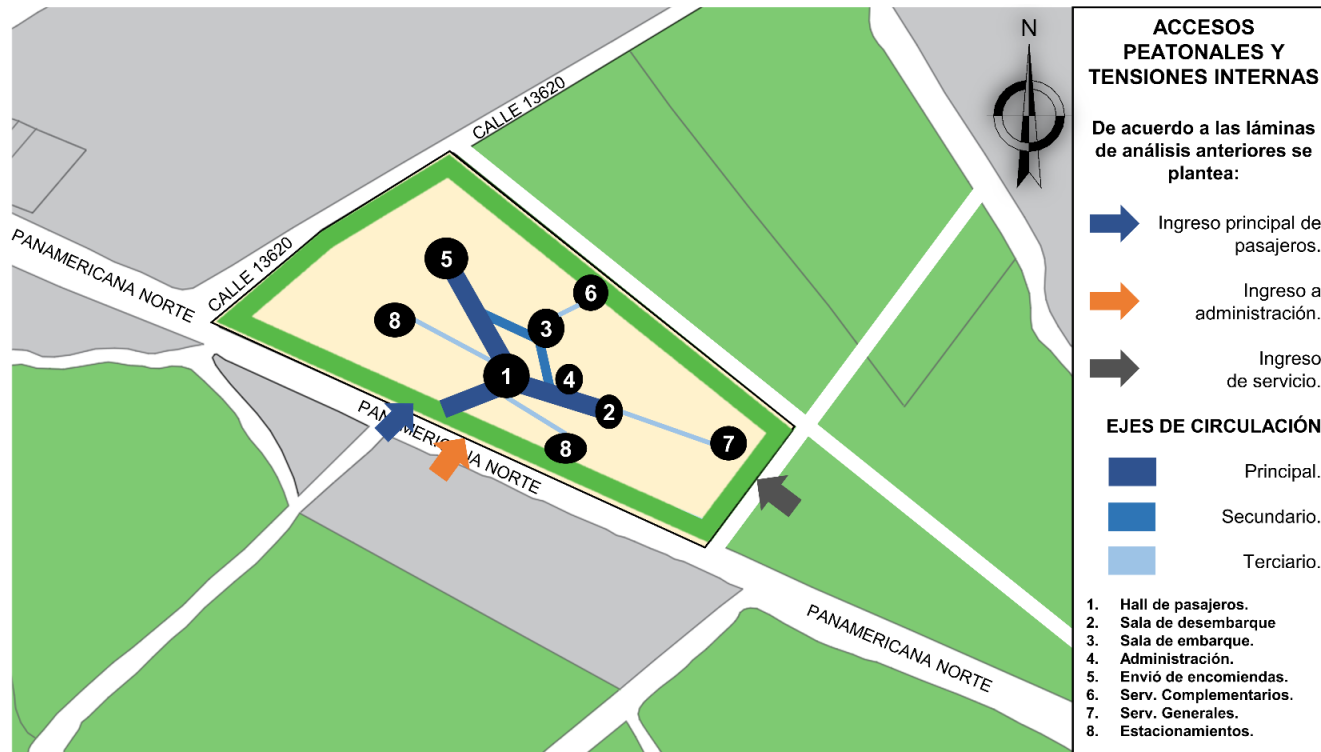 CALLE 13620
PANAMERICANA NORTE
CALLE 13620
5
6
8
3
1
4
2
PANAMERICANA NORTE
7
8
PANAMERICANA NORTE
N
ACCESOS
PEATONALES Y
TENSIONES INTERNAS
De acuerdo a las láminas
de análisis anteriores se
plantea:
Ingreso principal de
pasajeros.
Ingreso a
administración.
Ingreso
de servicio.
EJES DE CIRCULACIÓN
Principal.
Secundario.
Terciario.
1. Hall de pasajeros.
2. Sala de desembarque
3. Sala de embarque.
4. Administración.
5. Envió de encomiendas.
6. Serv. Complementarios.
7. Serv. Generales.
8. Estacionamientos.